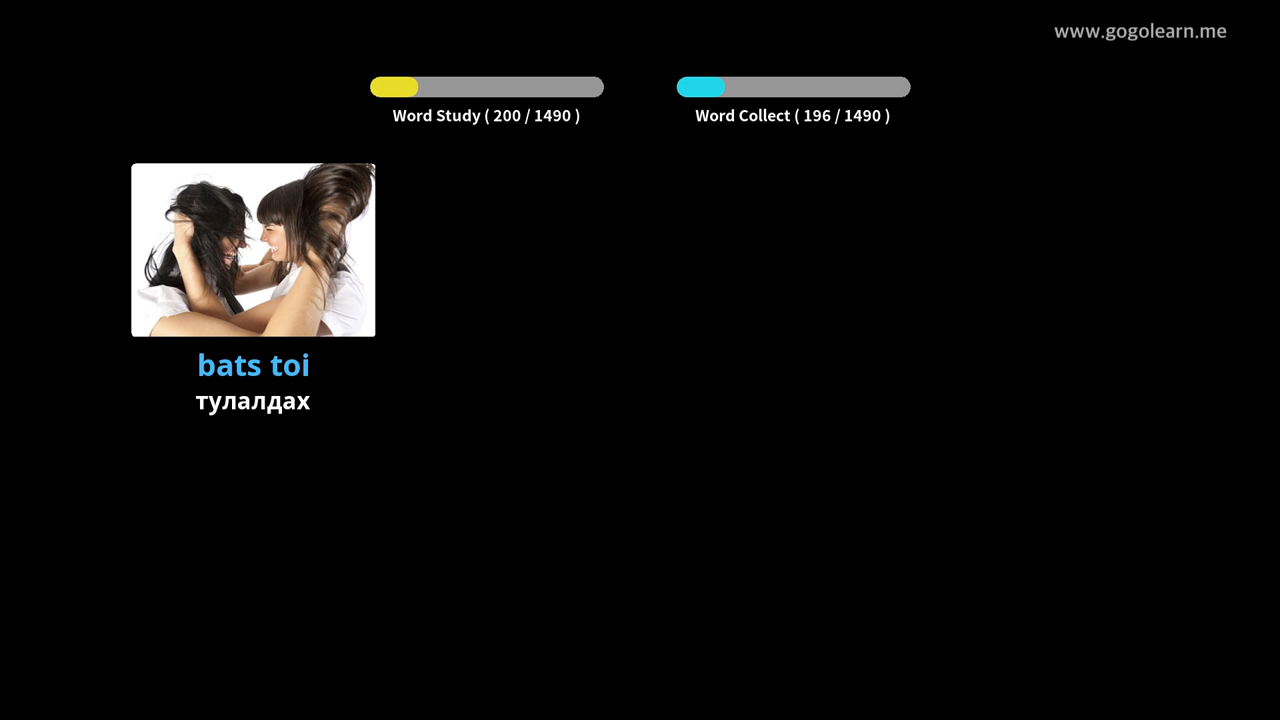 www.gogolearn.me
Word Study ( 200 / 1490 )
Word Collect ( 196 / 1490 )
bats toi
тулалдах